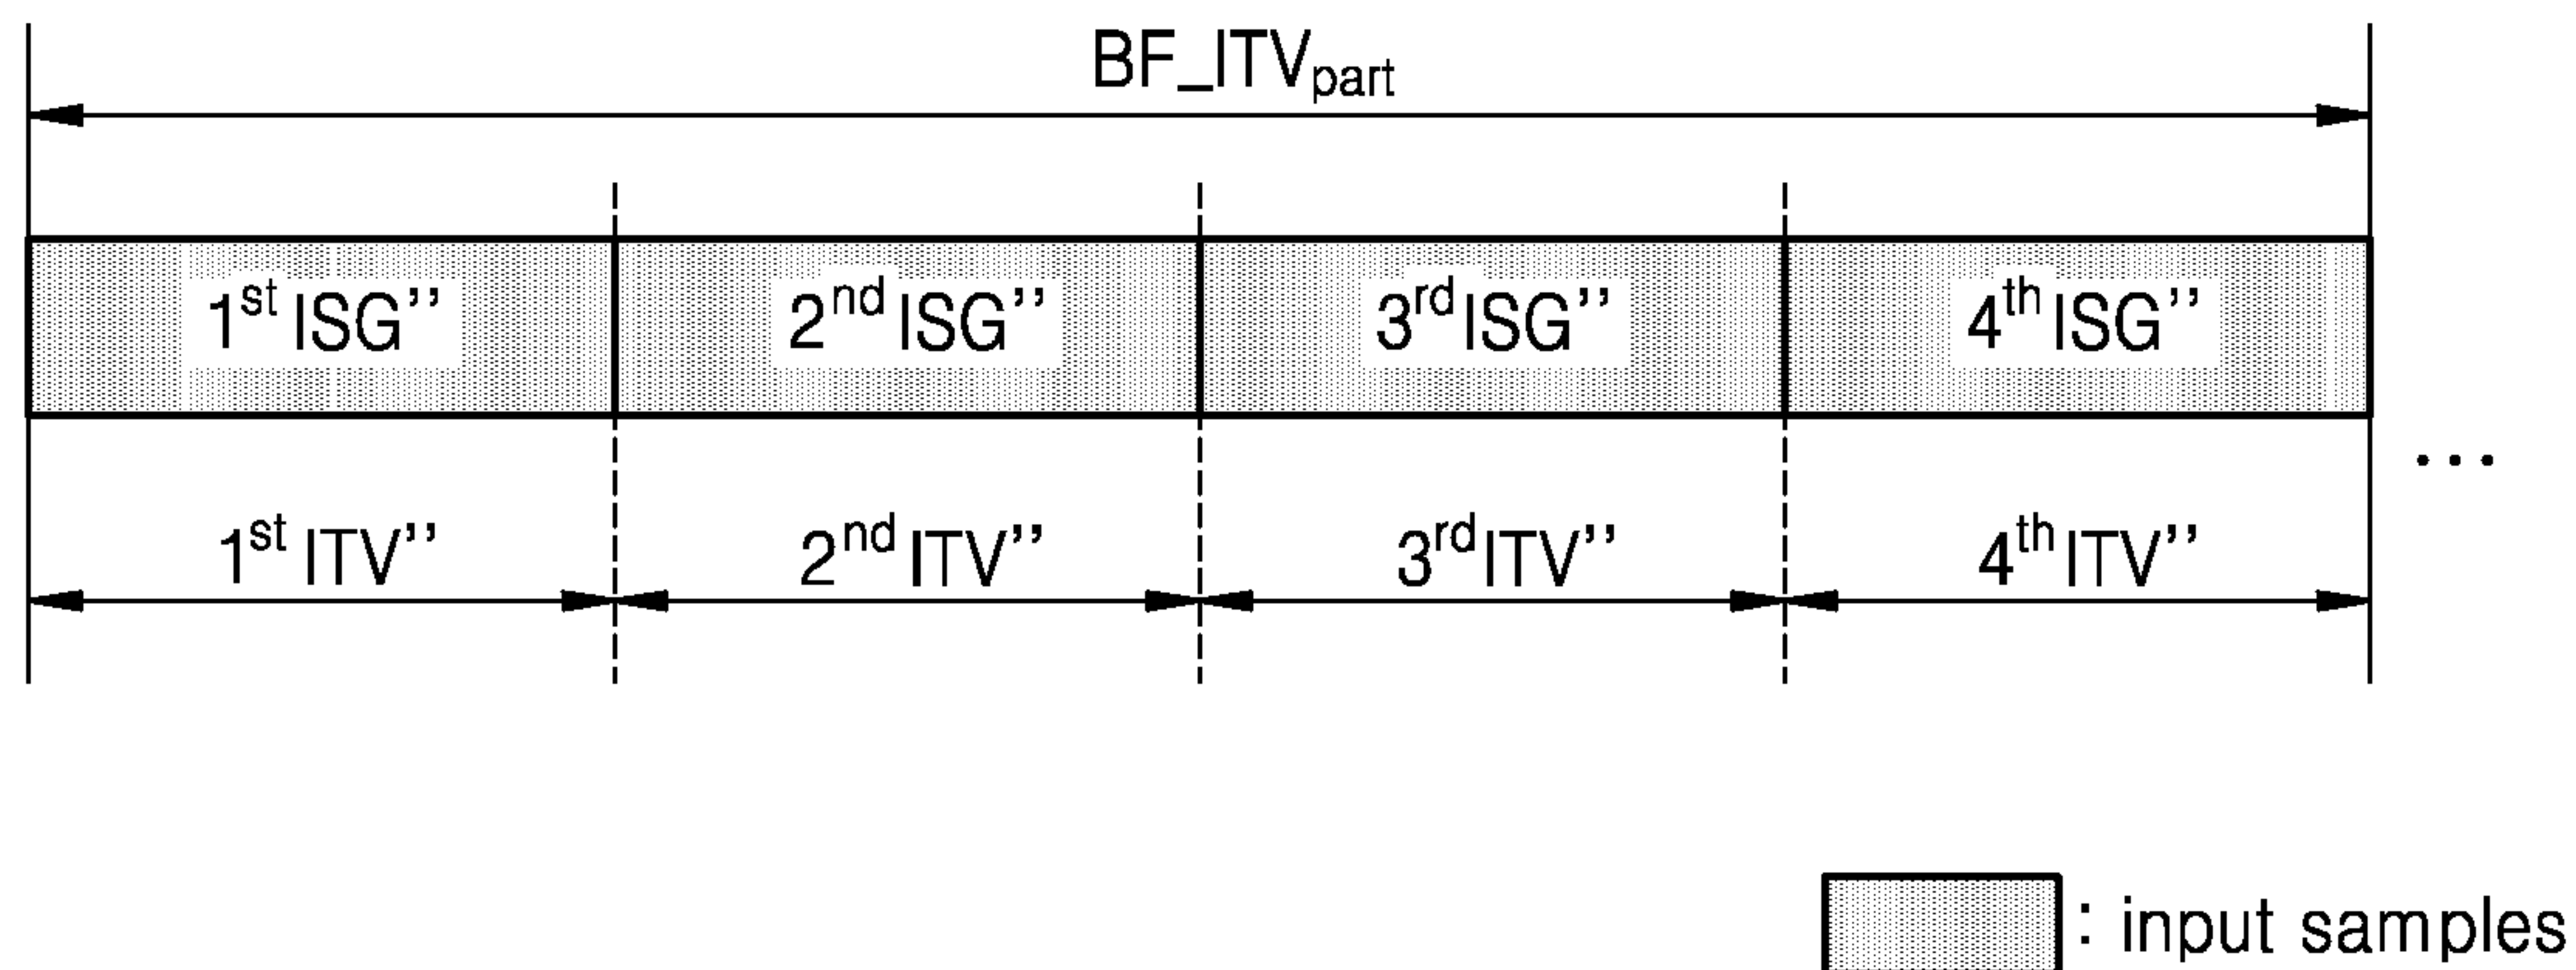 BF_ITVpart
1st ISG’’ 2nd ISG’’ 3rd ISG’’ 4th ISG’’
...
1st ITV’’ 2nd ITV’’ 3rd ITV’’ 4th ITV’’
: input samples